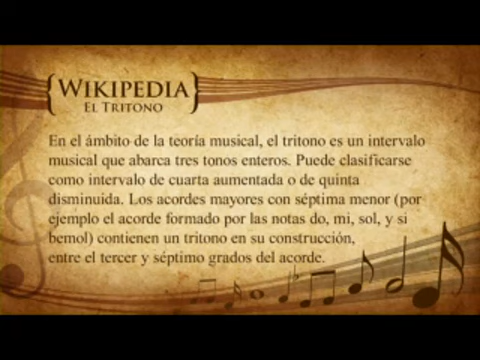 {WIKIPEDIA}
EL TRITONO
En el ámbito de la teoría musical, el tritono es un intervalo
musical que abarca tres tonos enteros. Puede clasificarse
como intervalo de cuarta aumentada o de quinta
disminuida. Los acordes mayores con séptima menor (por
ejemplo el acorde formado por las notas do, mi, sol, y si
bemol) contienen un tritono en su construcción,
entre el tercer y séptimo grados del acorde.